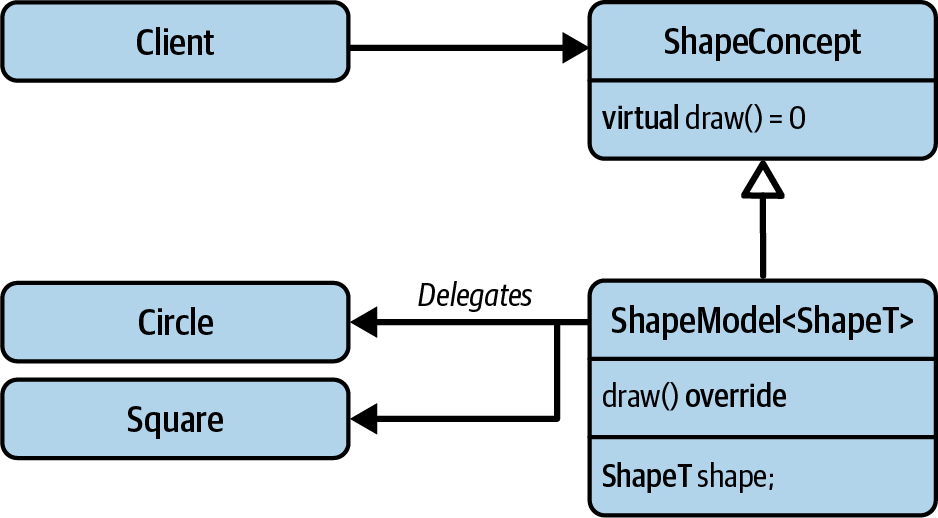 Client
ShapeConcept
virtual draw() = 0
Delegates
Circle
Square
ShapeModel<ShapeT>
draw() override
ShapeT shape;